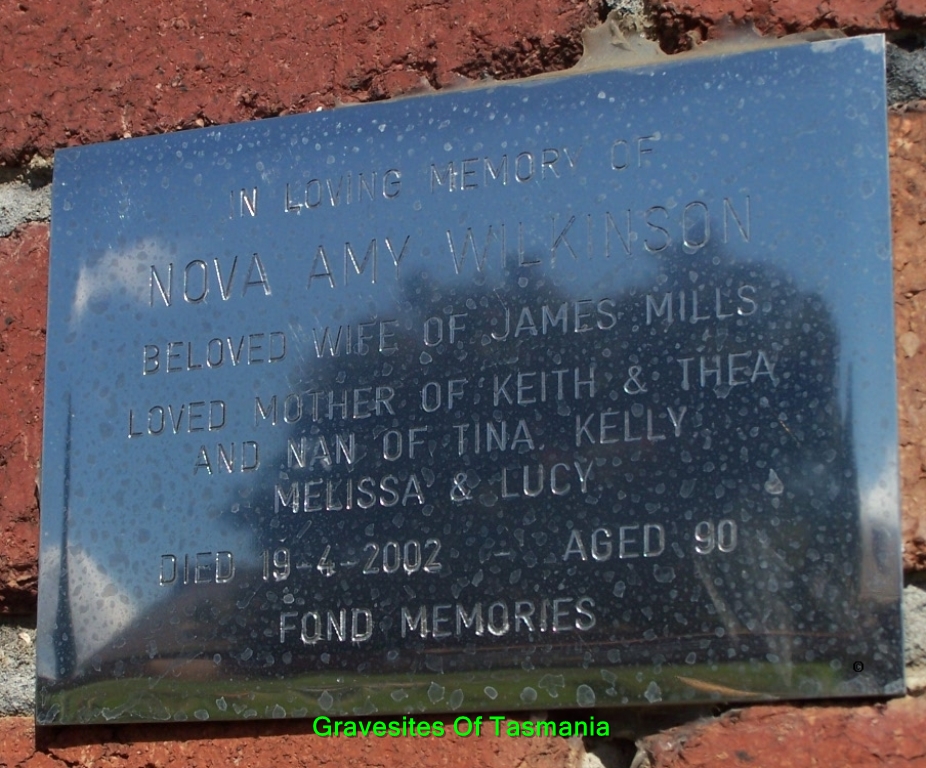 IN LOVING MEMORY OF
NOVA AMY WILKINSON
BELOVED WIFE OF JAMES MILLS
LOVED MOTHER OF KEITH & THEA
AND NAN OF TINA, KELLY
MELISSA & LUCY
DIED 19-4-2002 - AGED 90
FOND MEMORIES
©
Gravesites Of Tasmania